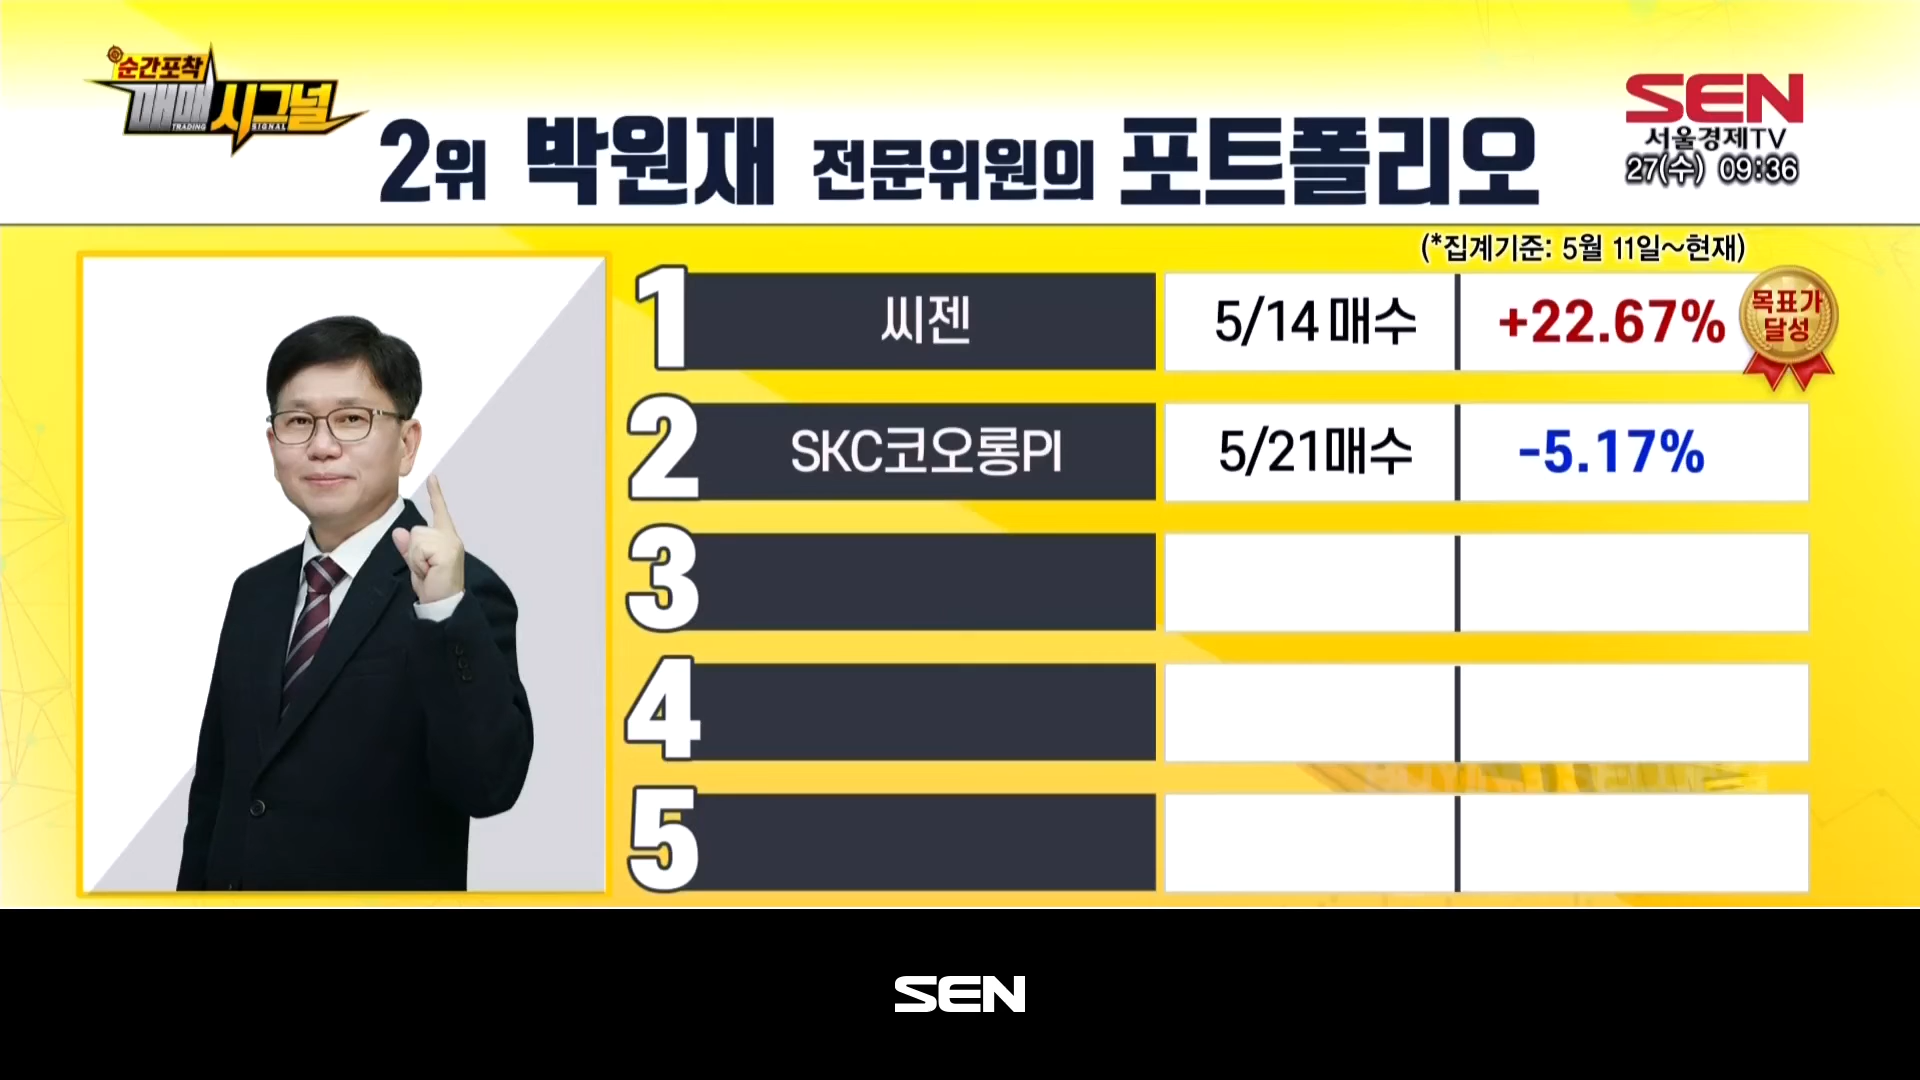 순간포착
매매시그널
TRADING SIGNAL
SEN
서울경제TV
27(수) 09:36
2위 박원재 전문위원의 포트폴리오
(*집계기준: 5월 11일~현재)
1 씨젠 5/14 매수 +22.67% 목표가 달성
2 SKC코오롱PI 5/21매수 -5.17%
3
4
5
SEN